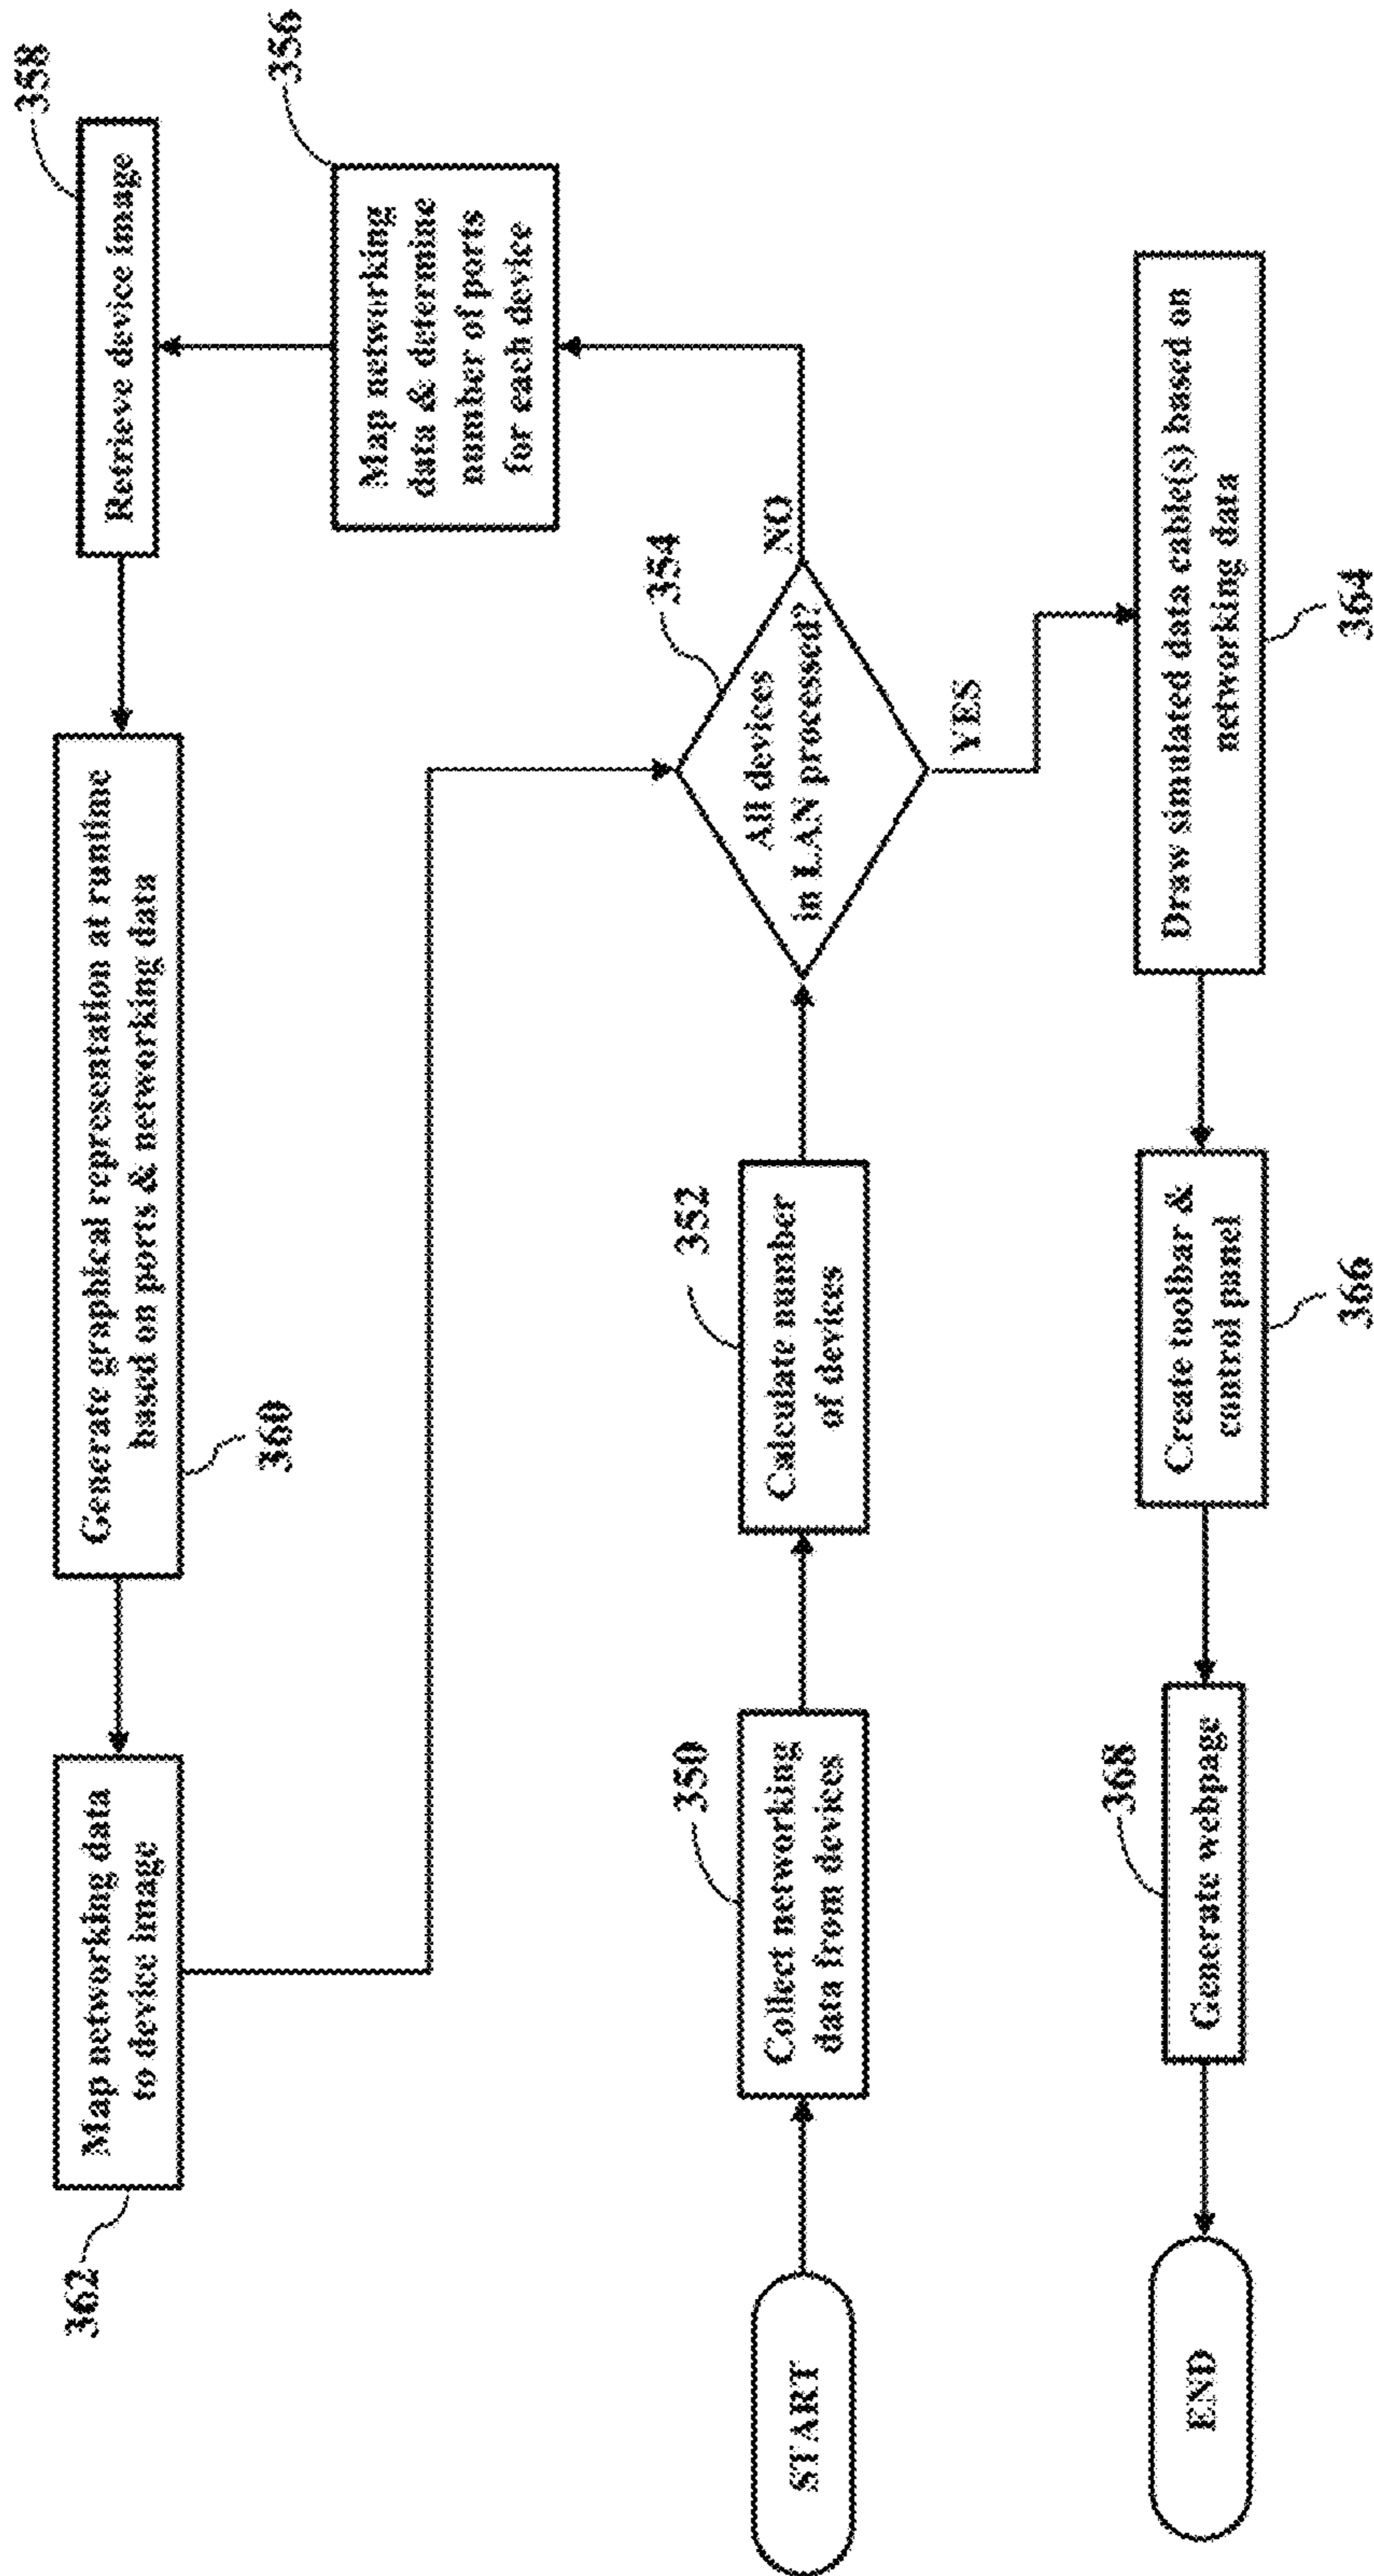 362
Map networking data
to device image
Generate graphical representation at runtime
based on ports & networking data
360
Retrieve device image
358
Map networking
data & determine
number of ports
for each device
356
START
Collect networking
data from devices
350
Calculate number
of devices
352
All devices
in LAN processed?
354
NO
YES
END
Generate webpage
368
Create toolbar &
control panel
366
Draw simulated data cable(s) based on
networking data
364